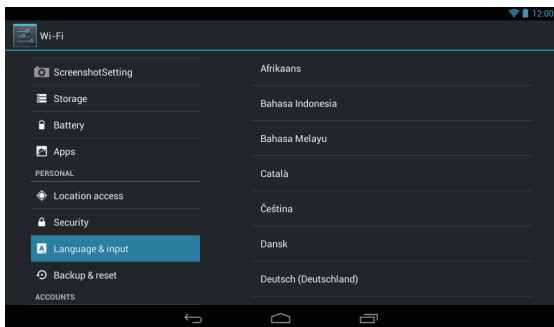 12:00
Wi-Fi
ScreenshotSetting
Storage
Battery
Apps
PERSONAL
Location access
Security
A Language & input
Backup & reset
ACCOUNTS
Afrikaans
Bahasa Indonesia
Bahasa Melayu
Català
Čeština
Dansk
Deutsch (Deutschland)